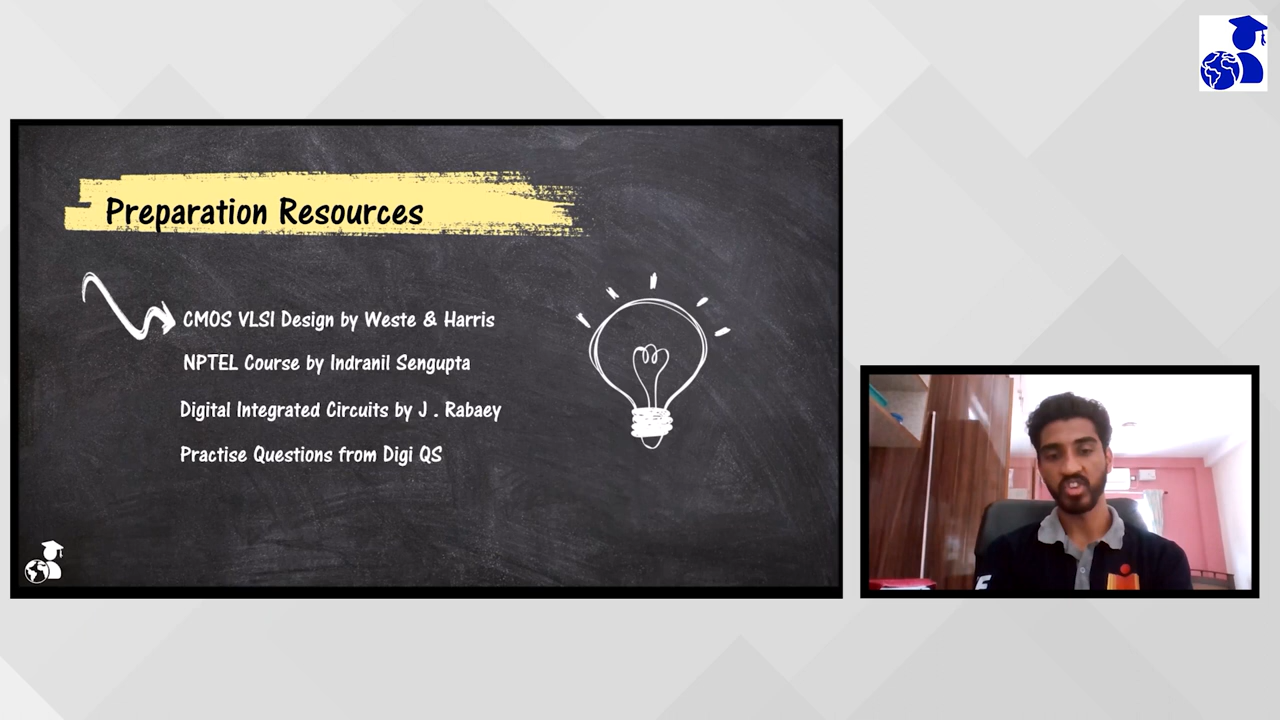 Preparation Resources
CMOS VLSI Design by Weste & Harris
NPTEL Course by Indranil Sengupta
Digital Integrated Circuits by J . Rabaey
Practise Questions from Digi QS